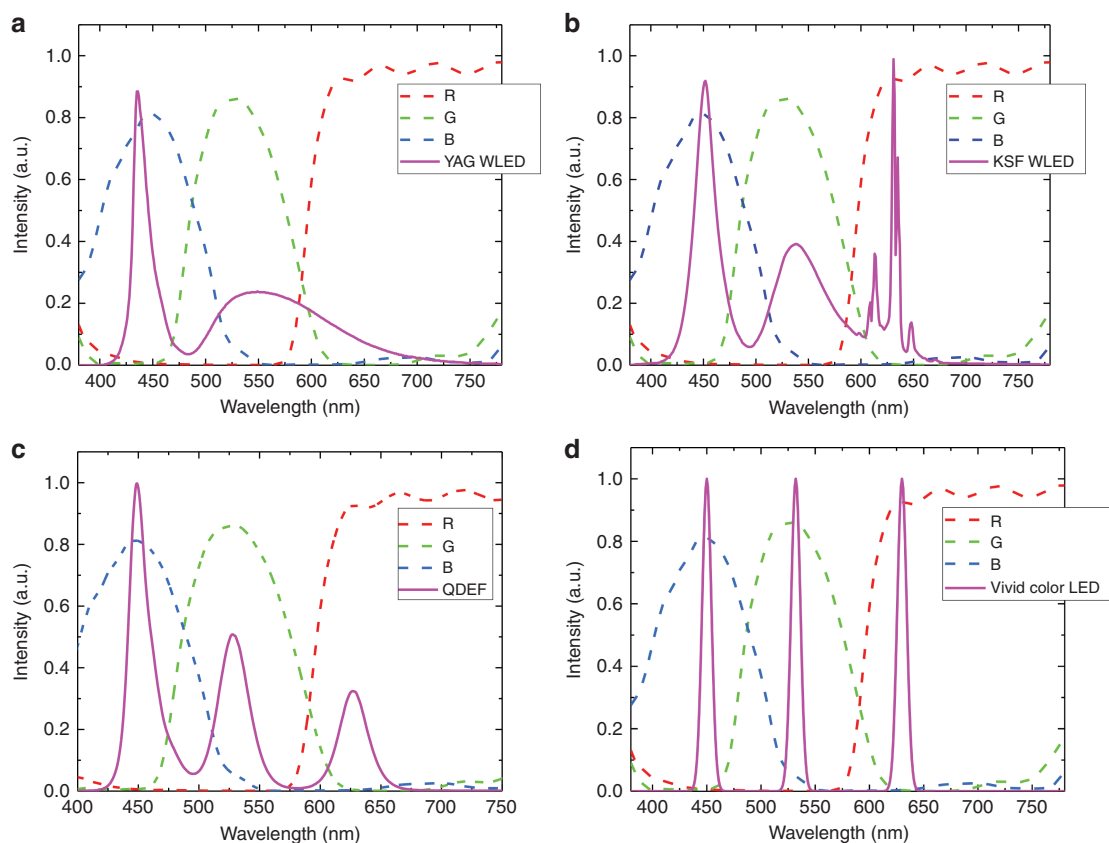 a
1.0
0.8
0.6
0.4
0.2
0.0
Intensity (a.u.)
400 450 500 550 600 650 700 750
Wavelength (nm)
R
G
B
YAG WLED
b
1.0
0.8
0.6
0.4
0.2
0.0
Intensity (a.u.)
400 450 500 550 600 650 700 750
Wavelength (nm)
R
G
B
KSF WLED
c
1.0
0.8
0.6
0.4
0.2
0.0
Intensity (a.u.)
400 450 500 550 600 650 700 750
Wavelength (nm)
R
G
B
QDEF
d
1.0
0.8
0.6
0.4
0.2
0.0
Intensity (a.u.)
400 450 500 550 600 650 700 750
Wavelength (nm)
R
G
B
Vivid color LED